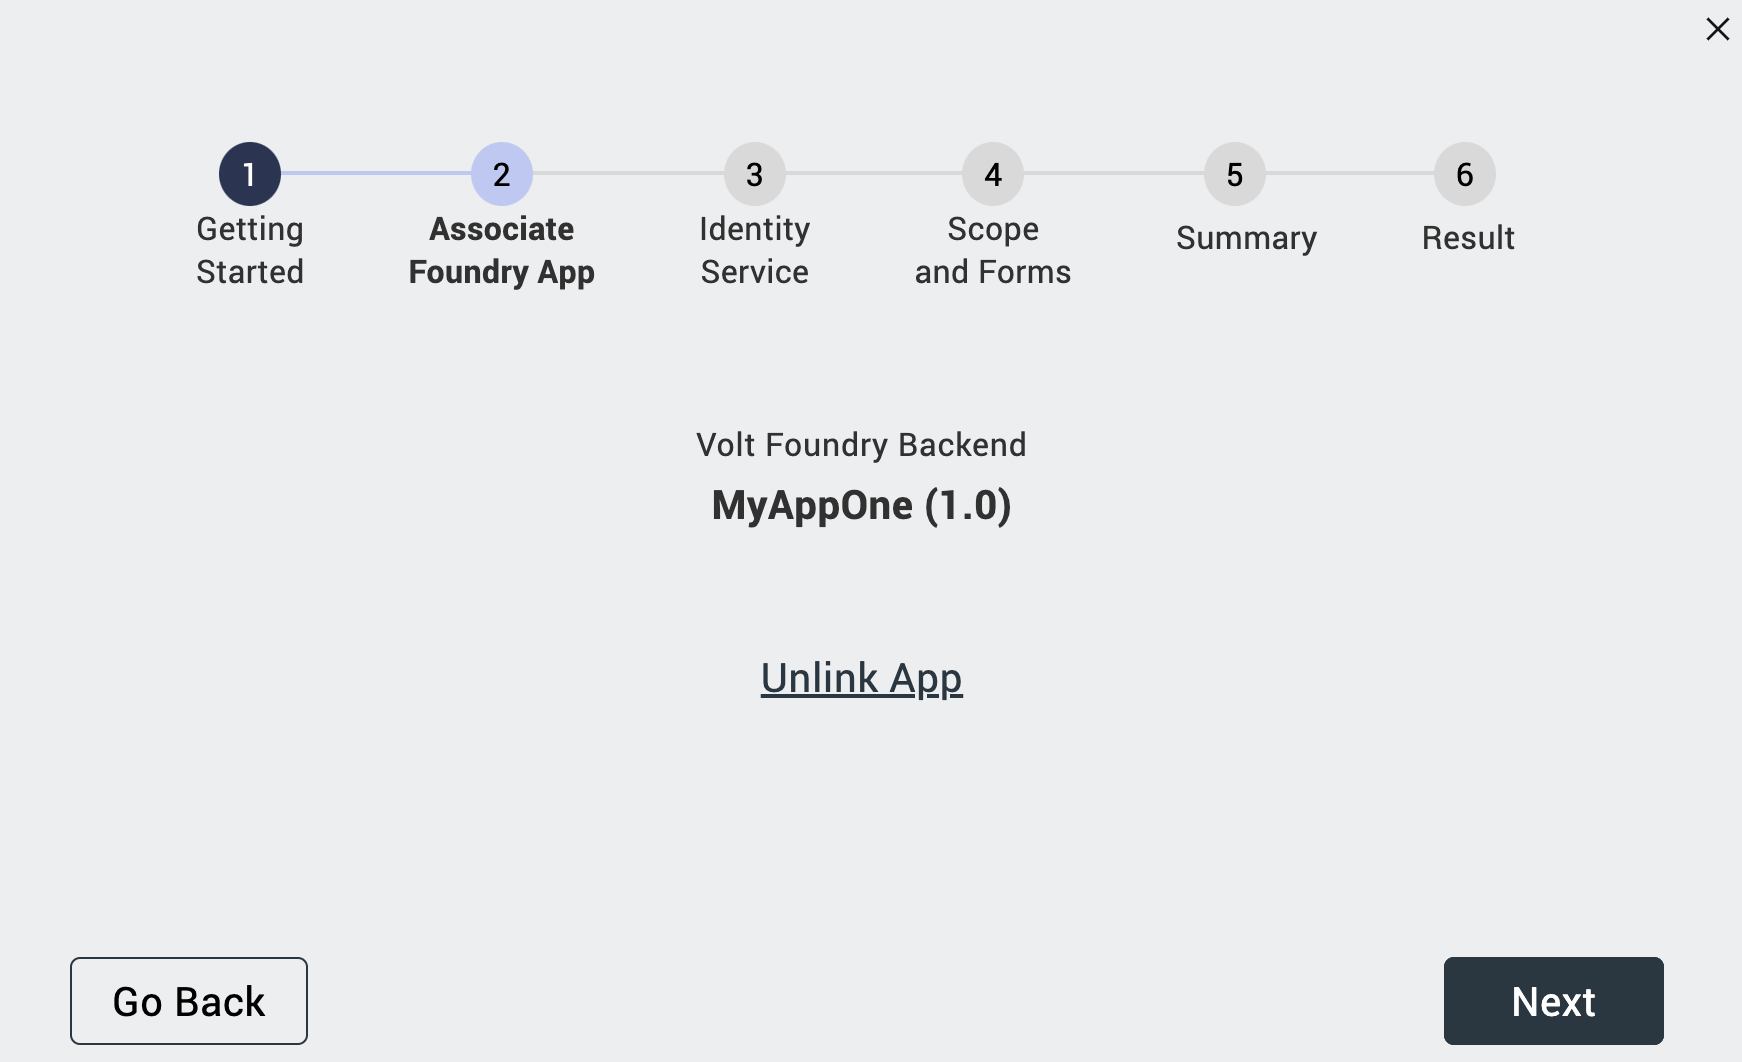 1
2
3
4
5
6
Getting
Started
Associate
Foundry App
Identity
Service
Scope
and Forms
Summary
Result
Volt Foundry Backend
MyAppOne (1.0)
Unlink App
Go Back
Next